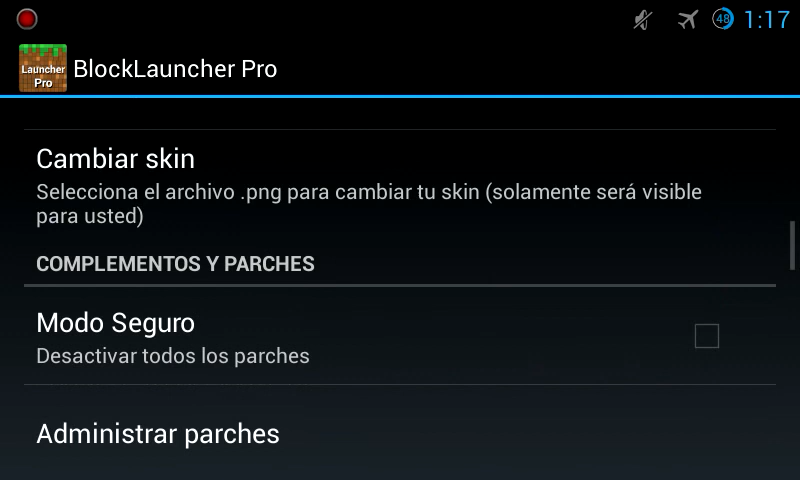 48 1:17
Launcher
Pro
BlockLauncher Pro
Cambiar skin
Selecciona el archivo .png para cambiar tu skin (solamente será visible
para usted)
COMPLEMENTOS Y PARCHES
Modo Seguro
Desactivar todos los parches
Administrar parches